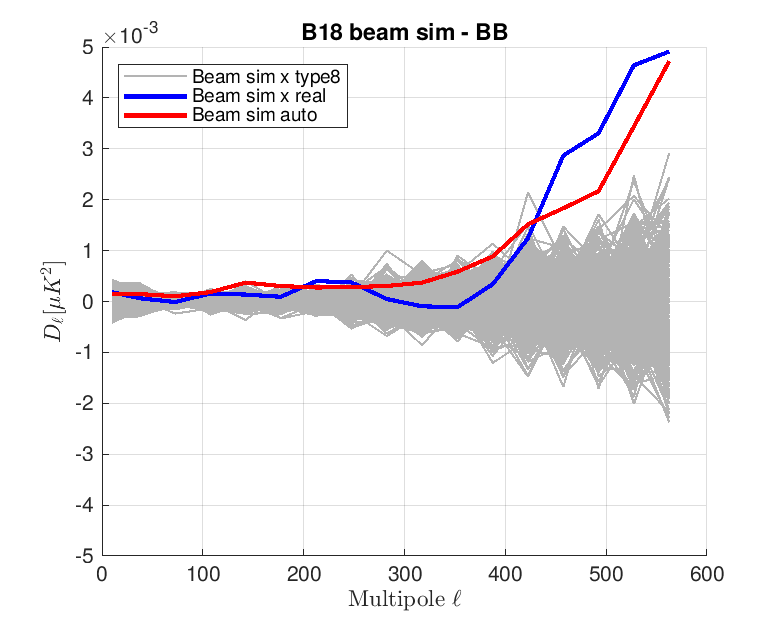 B18 beam sim - BB
×10⁻³
Beam sim x type8
Beam sim x real
Beam sim auto
5
4
3
2
1
0
-1
-2
-3
-4
-5
Dℓ[μK²]
0 100 200 300 400 500 600
Multipole ℓ